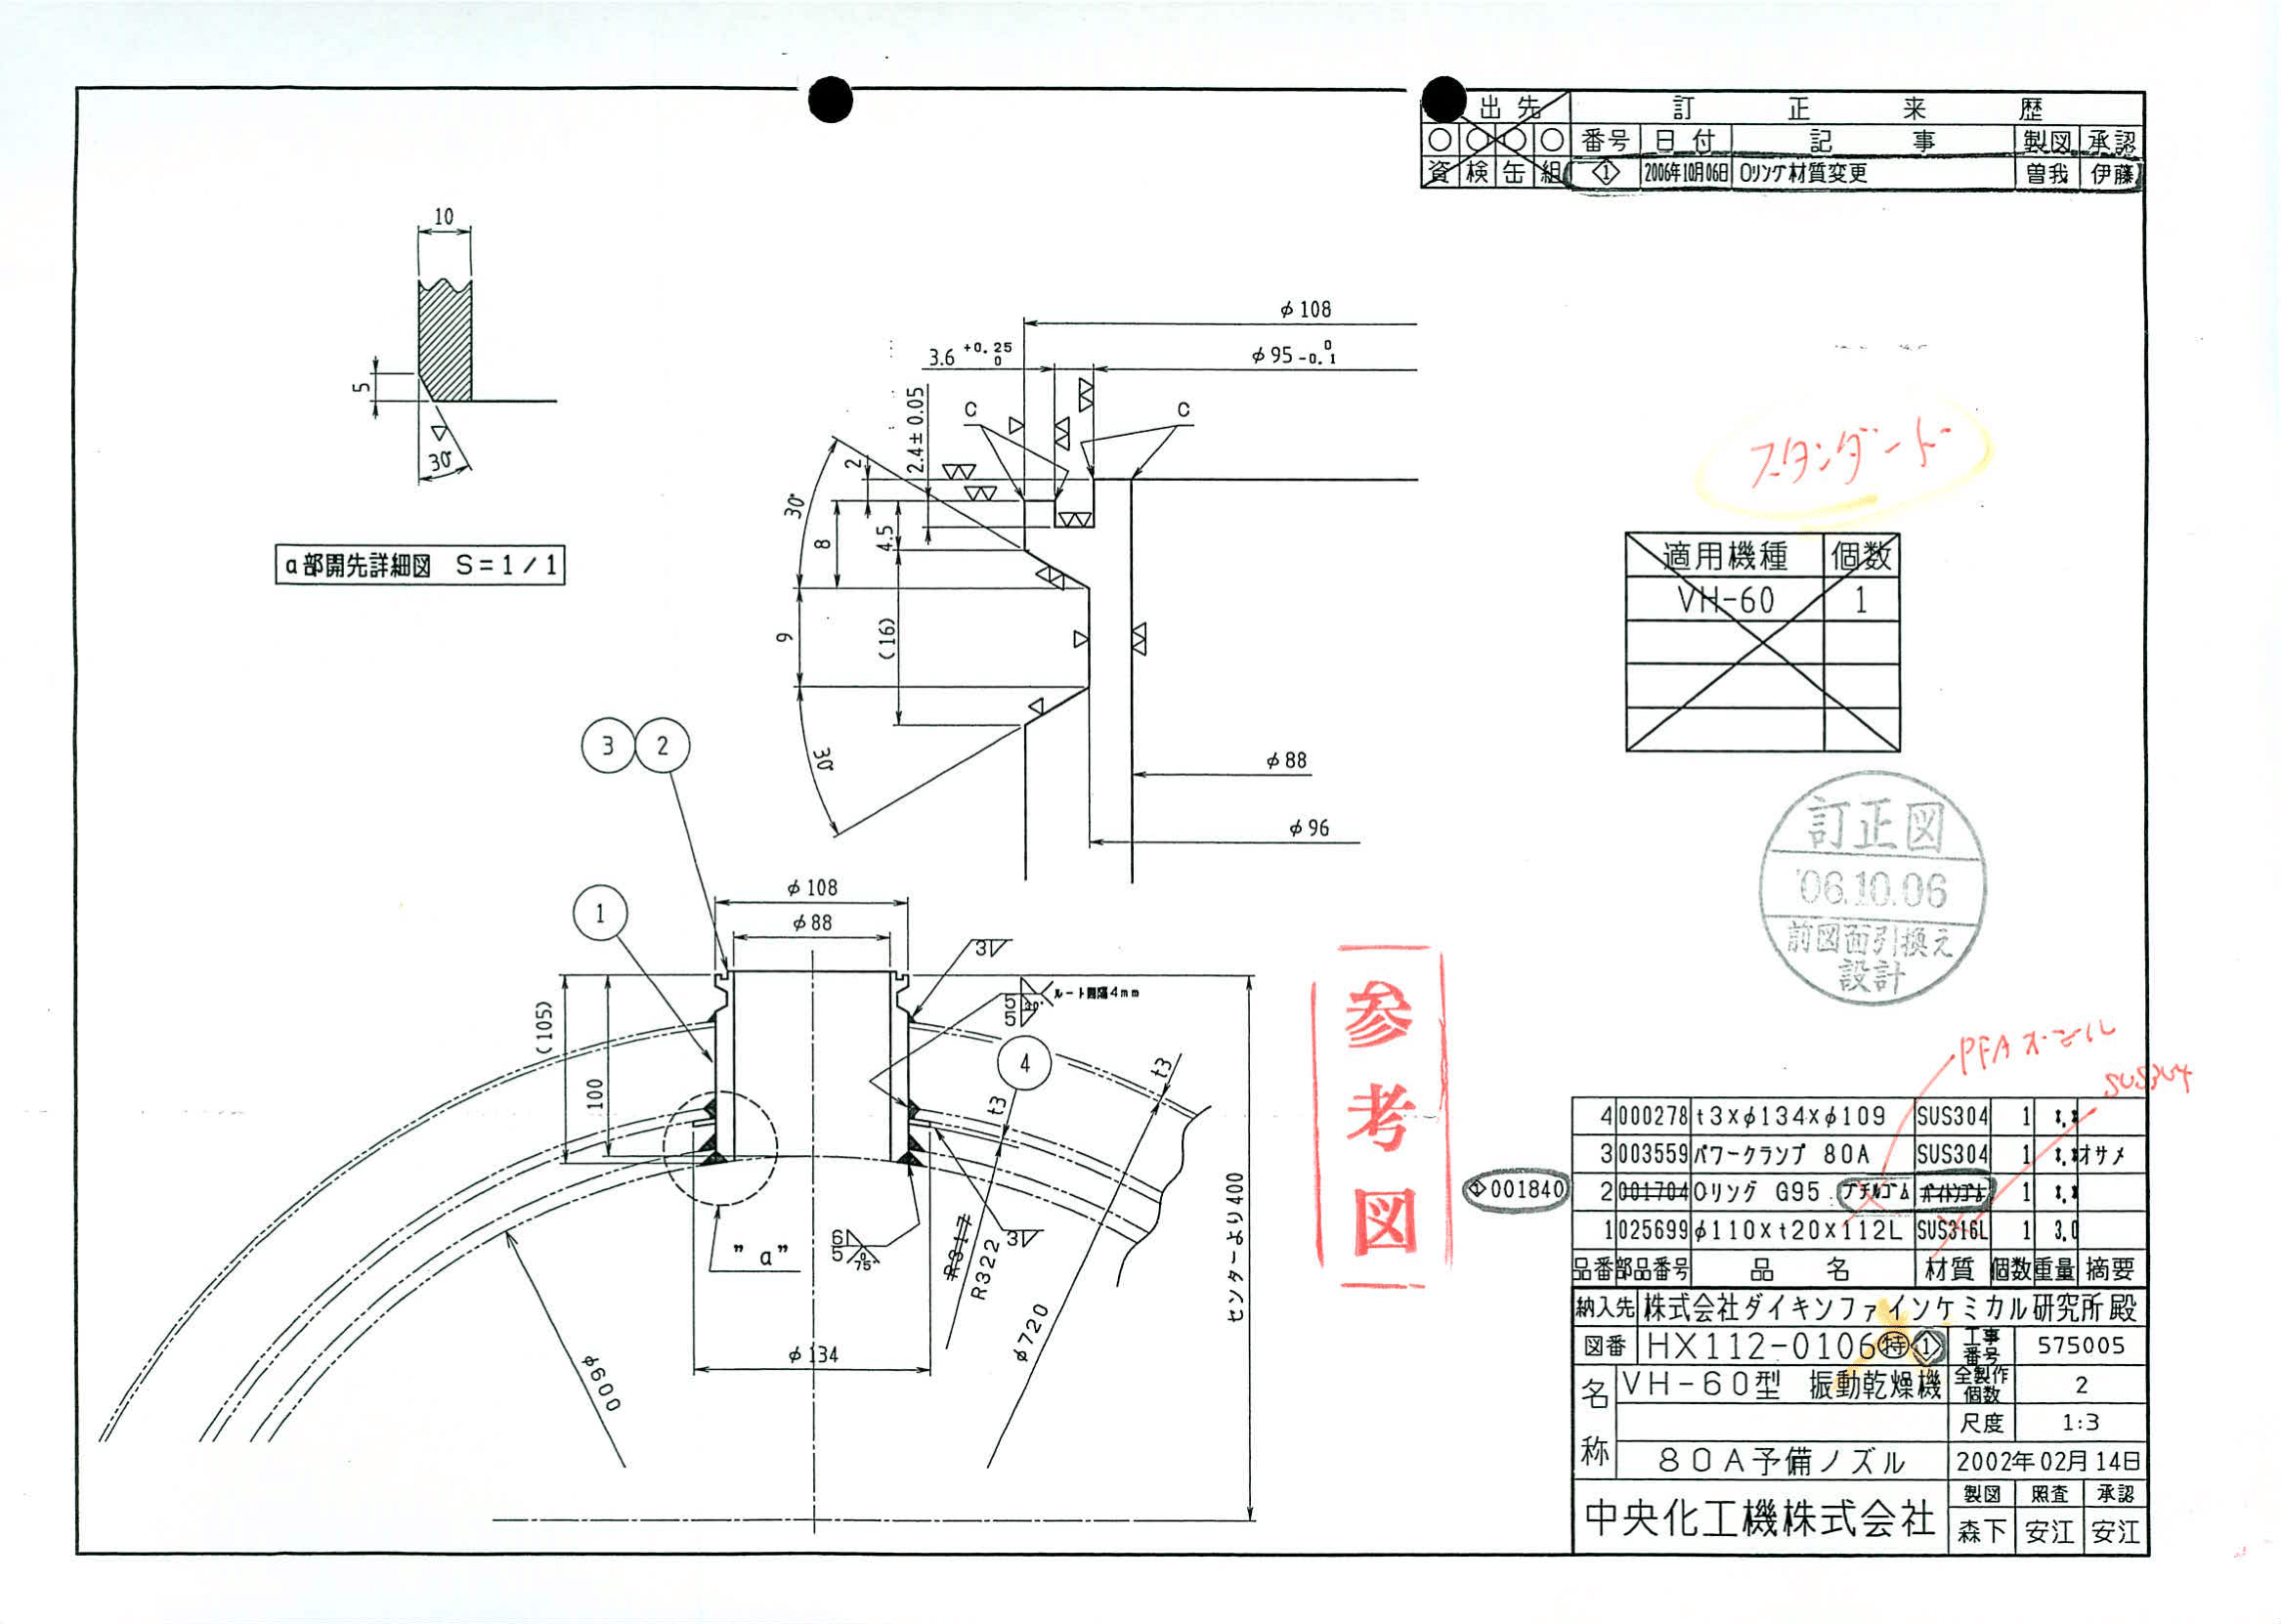 出先
訂正来歴
番号 日付 記事 製図 承認
資 検 缶 組 1 2006年10月06日 Oリング材質変更 曽我 伊藤
10
5
30°
a部開先詳細図 S=1/1
φ108
3.6 +0.25 0
φ95 0 -0.1
2.4±0.05
C
C
2
30°
8
4.5
9
(16)
30°
φ88
φ96
スタンダード
適用機種 個数
VH-60 1
訂正図
'06.10.06
前図面引換え
設計
3 2
1
φ108
φ88
3
5
5
30°
ルート間隔4mm
4
t3
t3
(105)
100
6
5
75°
3
"a"
R317
R322
センターより400
φ134
φ600
φ720
参考図
PFAオーール
SUS304
4 000278 t3×φ134×φ109 SUS304 1 *.*
3 003559 パワークランプ 80A SUS304 1 *.* オサメ
1 001840 2 001704 Oリング G95 ブチルゴム バイトンゴム 1 *.*
1 025699 φ110×t20×112L SUS316L 1 3.0
品番 部品番号 品名 材質 個数 重量 摘要
納入先 株式会社ダイキンファインケミカル研究所殿
図番 HX112-0106 特 1 工事番号 575005
名称 VH-60型 振動乾燥機 全製作個数 2
尺度 1:3
80A予備ノズル 2002年02月14日
中央化工機株式会社 製図 照査 承認
森下 安江 安江